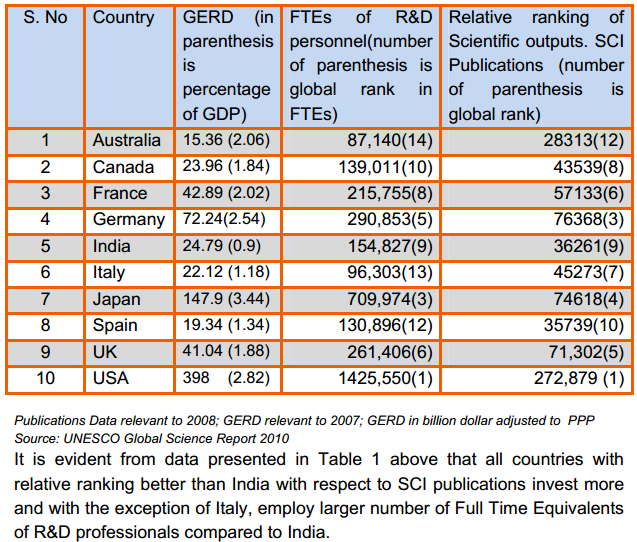 S. No Country GERD (in parenthesis is percentage of GDP) FTEs of R&D personnel(number of parenthesis is global rank in FTEs) Relative ranking of Scientific outputs. SCI Publications (number of parenthesis is global rank)
1 Australia 15.36 (2.06) 87,140(14) 28313(12)
2 Canada 23.96 (1.84) 139,011(10) 43539(8)
3 France 42.89 (2.02) 215,755(8) 57133(6)
4 Germany 72.24(2.54) 290,853(5) 76368(3)
5 India 24.79 (0.9) 154,827(9) 36261(9)
6 Italy 22.12 (1.18) 96,303(13) 45273(7)
7 Japan 147.9 (3.44) 709,974(3) 74618(4)
8 Spain 19.34 (1.34) 130,896(12) 35739(10)
9 UK 41.04 (1.88) 261,406(6) 71,302(5)
10 USA 398 (2.82) 1425,550(1) 272,879 (1)
Publications Data relevant to 2008; GERD relevant to 2007; GERD in billion dollar adjusted to PPP
Source: UNESCO Global Science Report 2010
It is evident from data presented in Table 1 above that all countries with
relative ranking better than India with respect to SCI publications invest more
and with the exception of Italy, employ larger number of Full Time Equivalents
of R&D professionals compared to India.